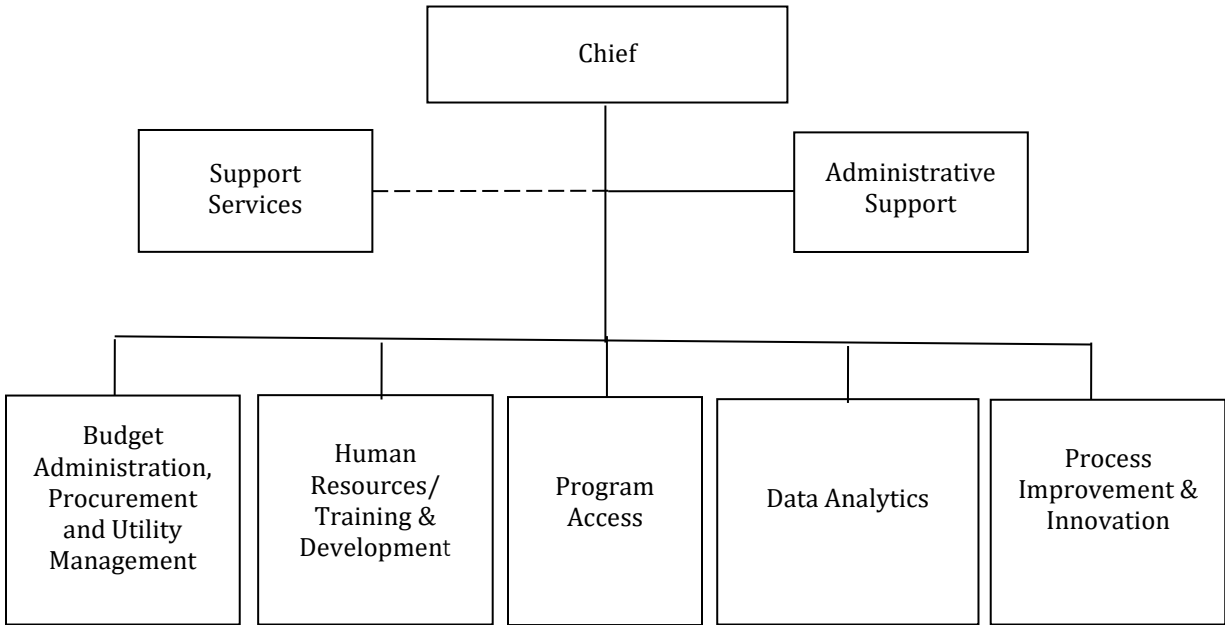 Chief
Support
Services
Administrative
Support
Budget
Administration,
Procurement
and Utility
Management
Human
Resources/
Training &
Development
Program
Access
Data Analytics
Process
Improvement &
Innovation